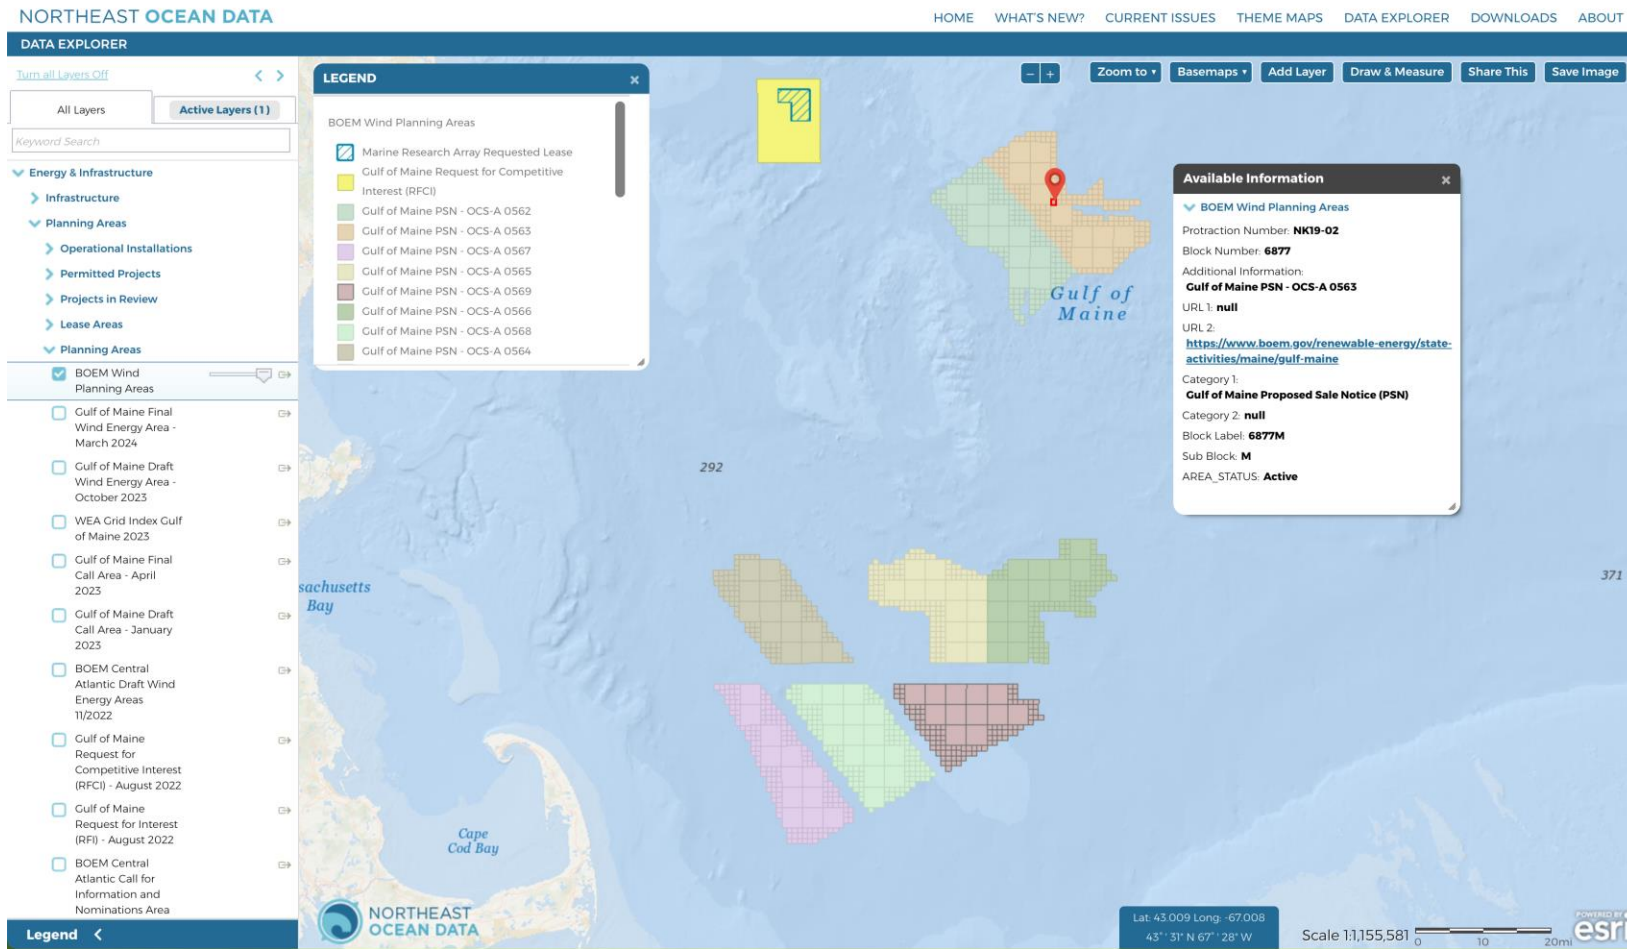 NORTHEAST OCEAN DATA
HOME WHAT'S NEW? CURRENT ISSUES THEME MAPS DATA EXPLORER DOWNLOADS ABOUT
DATA EXPLORER
Turn all Layers Off
All Layers
Active Layers (1)
Keyword Search
Energy & Infrastructure
Infrastructure
Planning Areas
Operational Installations
Permitted Projects
Projects in Review
Lease Areas
Planning Areas
BOEM Wind
Planning Areas
Gulf of Maine Final
Wind Energy Area -
March 2024
Gulf of Maine Draft
Wind Energy Area -
October 2023
WEA Grid Index Gulf
of Maine 2023
Gulf of Maine Final
Call Area - April
2023
Gulf of Maine Draft
Call Area - January
2023
BOEM Central
Atlantic Draft Wind
Energy Areas
11/2022
Gulf of Maine
Request for
Competitive Interest
(RFCI) - August 2022
Gulf of Maine
Request for Interest
(RFI) - August 2022
BOEM Central
Atlantic Call for
Information and
Nominations Area
Legend
LEGEND
BOEM Wind Planning Areas
Marine Research Array Requested Lease
Gulf of Maine Request for Competitive
Interest (RFCI)
Gulf of Maine PSN - OCS-A 0562
Gulf of Maine PSN - OCS-A 0563
Gulf of Maine PSN - OCS-A 0567
Gulf of Maine PSN - OCS-A 0565
Gulf of Maine PSN - OCS-A 0569
Gulf of Maine PSN - OCS-A 0566
Gulf of Maine PSN - OCS-A 0568
Gulf of Maine PSN - OCS-A 0564
- +
Zoom to
Basemaps
Add Layer
Draw & Measure
Share This
Save Image
Available Information
BOEM Wind Planning Areas
Protraction Number: NK19-02
Block Number: 6877
Additional Information:
Gulf of Maine PSN - OCS-A 0563
URL 1: null
URL 2:
https://www.boem.gov/renewable-energy/state-
activities/maine/gulf-maine
Category 1:
Gulf of Maine Proposed Sale Notice (PSN)
Category 2: null
Block Label: 6877M
Sub Block: M
AREA_STATUS: Active
Gulf of
Maine
292
371
sachusetts
Bay
Cape
Cod Bay
NORTHEAST
OCEAN DATA
Lat: 43.009 Long: -67.008
43° ' 31" N 67° ' 28" W
Scale 1:1,155,581
0 10 20mi
POWERED BY
esri